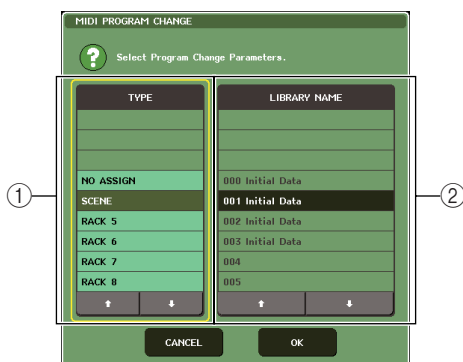 MIDI PROGRAM CHANGE
?
Select Program Change Parameters.
TYPE
NO ASSIGN
SCENE
RACK 5
RACK 6
RACK 7
RACK 8
LIBRARY NAME
000 Initial Data
001 Initial Data
002 Initial Data
003 Initial Data
004
005
CANCEL
OK
1
2